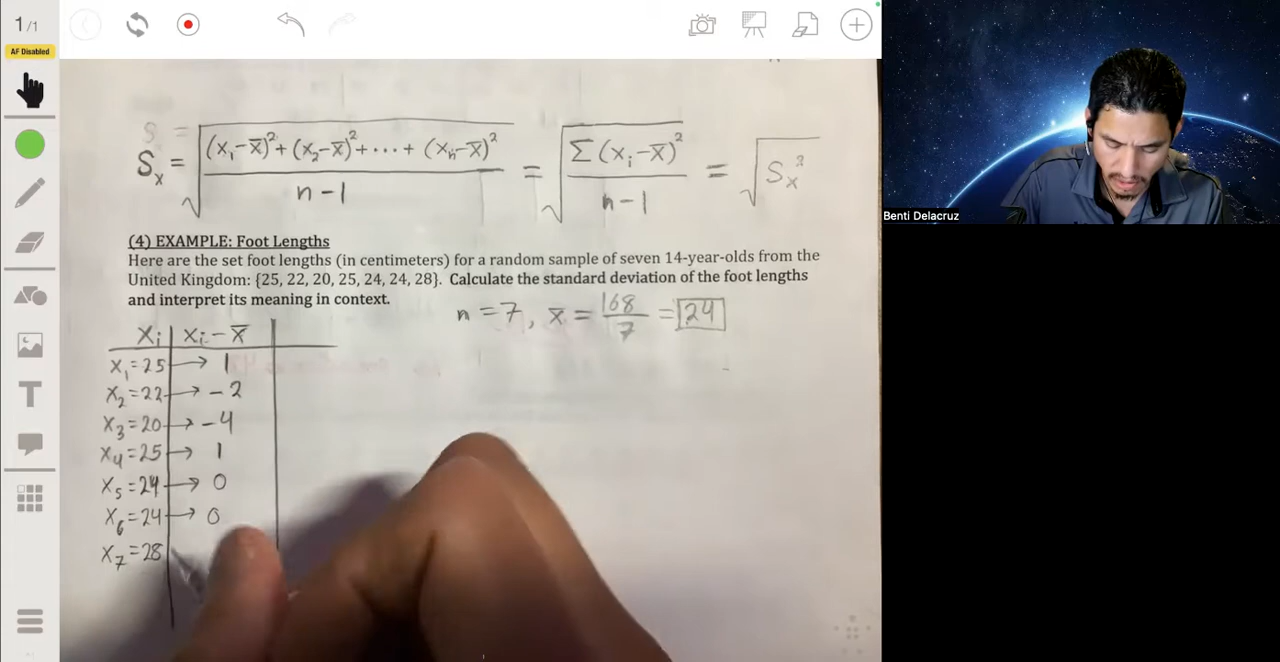 1/1
AF Disabled
S =
Sₓ = √((x₁-x̄)²+(x₂-x̄)²+···+(xₙ-x̄)²/n-1) = √(Σ(xᵢ-x̄)²/n-1) = √Sₓ²
Benti Delacruz
(4) EXAMPLE: Foot Lengths
Here are the set foot lengths (in centimeters) for a random sample of seven 14-year-olds from the
United Kingdom: {25, 22, 20, 25, 24, 24, 28}. Calculate the standard deviation of the foot lengths
and interpret its meaning in context.
n=7, x̄ = 168/7 = 24
xᵢ xᵢ-x̄
x₁=25 → 1
x₂=22 → -2
x₃=20 → -4
x₄=25 → 1
x₅=24 → 0
x₆=24 → 0
x₇=28
T